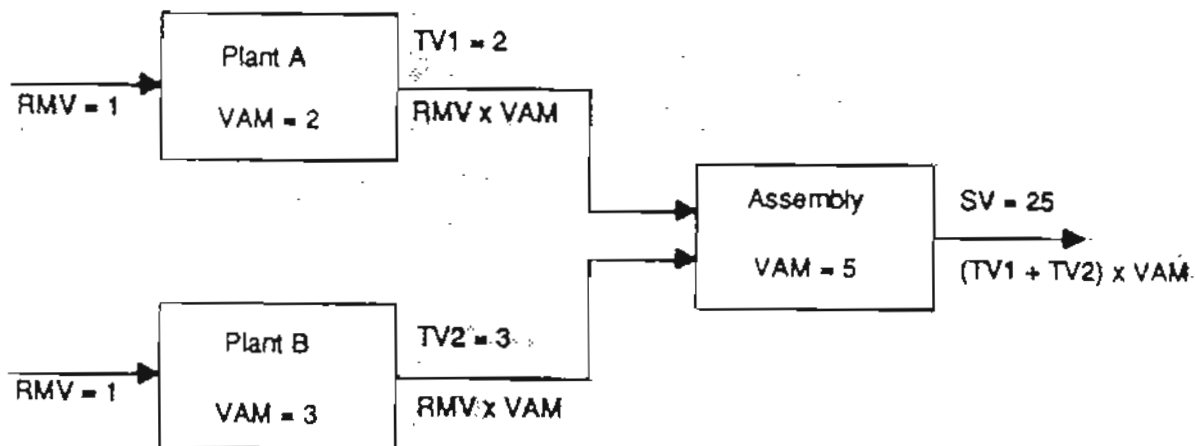 Plant A
VAM = 2
RMV = 1
TV1 = 2
RMV x VAM
Assembly
VAM = 5
SV = 25
(TV1 + TV2) x VAM
Plant B
VAM = 3
RMV = 1
TV2 = 3
RMV x VAM